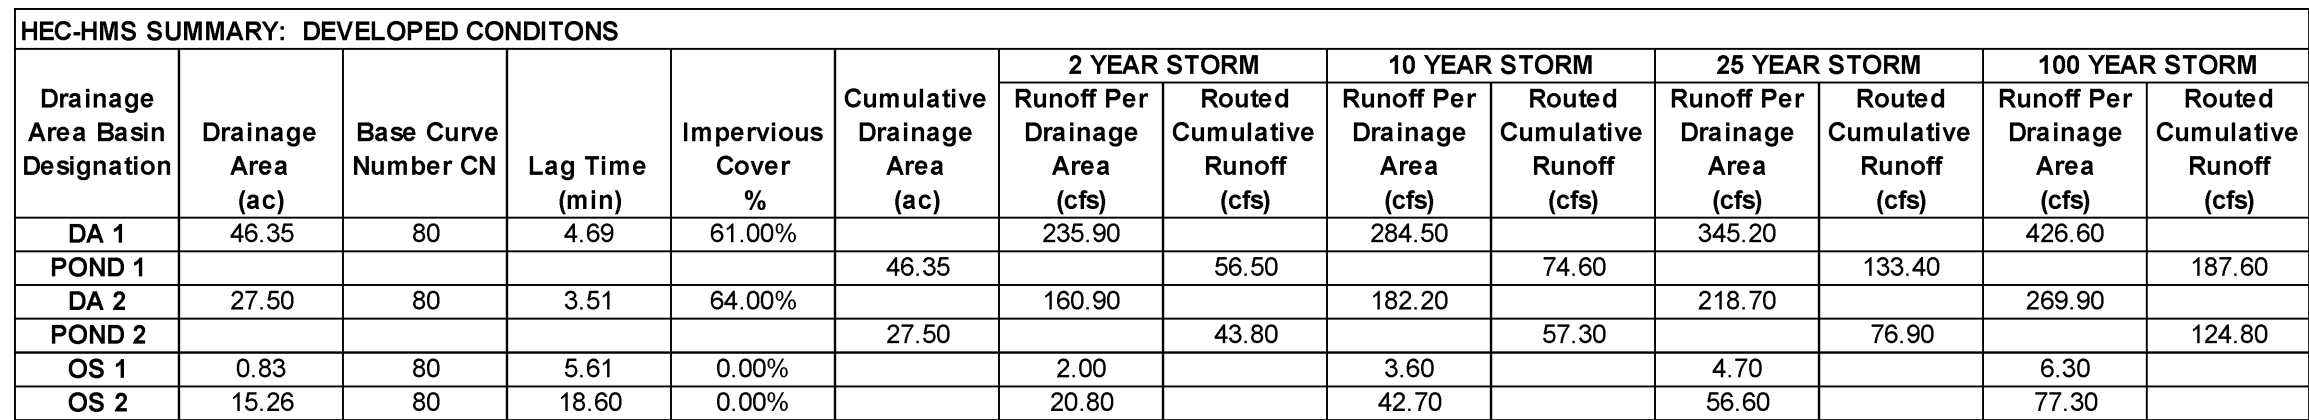 HEC-HMS SUMMARY: DEVELOPED CONDITONS
2 YEAR STORM 10 YEAR STORM 25 YEAR STORM 100 YEAR STORM
Drainage Area Basin Designation
Drainage Area (ac)
Base Curve Number CN
Lag Time (min)
Impervious Cover %
Cumulative Drainage Area (ac)
Runoff Per Drainage Area (cfs)
Routed Cumulative Runoff (cfs)
Runoff Per Drainage Area (cfs)
Routed Cumulative Runoff (cfs)
Runoff Per Drainage Area (cfs)
Routed Cumulative Runoff (cfs)
Runoff Per Drainage Area (cfs)
Routed Cumulative Runoff (cfs)
DA 1 46.35 80 4.69 61.00% 235.90 284.50 345.20 426.60
POND 1 46.35 56.50 74.60 133.40 187.60
DA 2 27.50 80 3.51 64.00% 160.90 182.20 218.70 269.90
POND 2 27.50 43.80 57.30 76.90 124.80
OS 1 0.83 80 5.61 0.00% 2.00 3.60 4.70 6.30
OS 2 15.26 80 18.60 0.00% 20.80 42.70 56.60 77.30